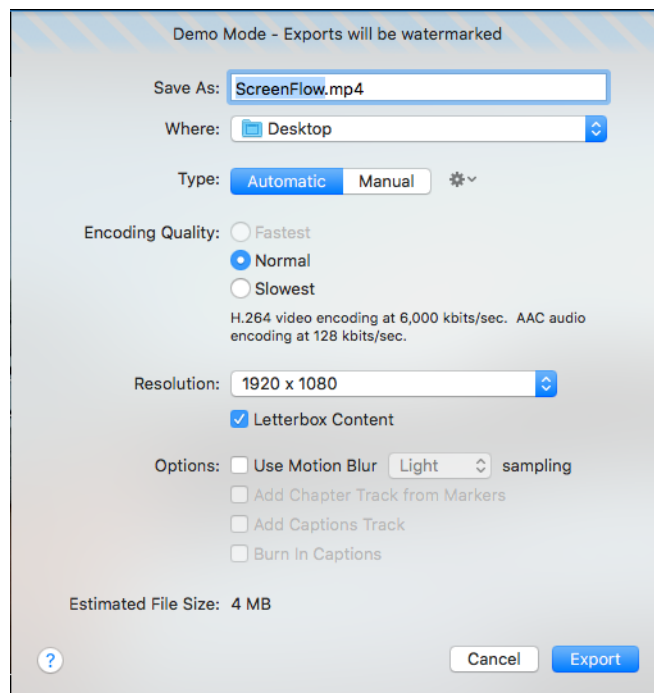 Demo Mode - Exports will be watermarked
Save As: ScreenFlow.mp4
Where: Desktop
Type: Automatic Manual
Encoding Quality: Fastest
Normal
Slowest
H.264 video encoding at 6,000 kbits/sec.  AAC audio
encoding at 128 kbits/sec.
Resolution: 1920 x 1080
Letterbox Content
Options: Use Motion Blur Light sampling
Add Chapter Track from Markers
Add Captions Track
Burn In Captions
Estimated File Size: 4 MB
? Cancel Export